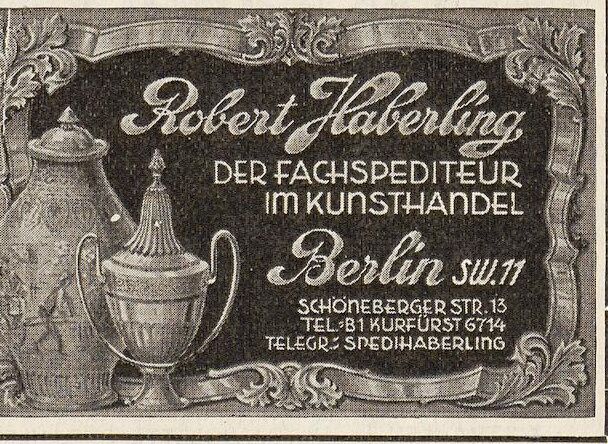 Robert Haberling
DER FACHSPEDITEUR
IM KUNSTHANDEL
Berlin SW.11
SCHÖNEBERGER STR. 13
TEL.: B1 KURFÜRST 6714
TELEGR.: SPEDIHABERLING